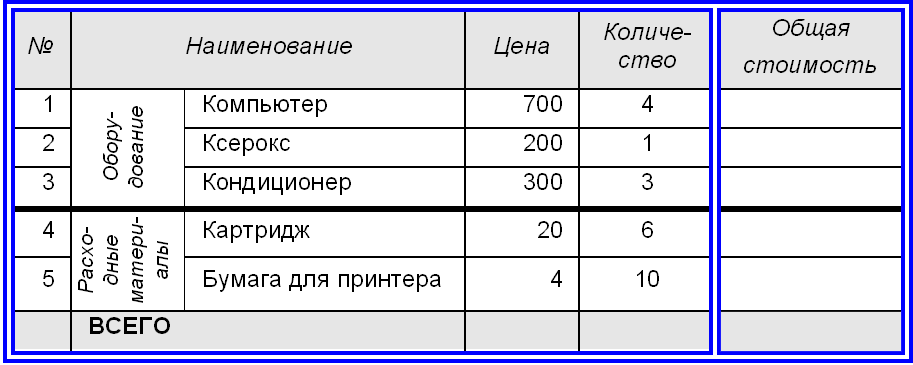 № Наименование Цена Количе-
ство Общая
стоимость
1 Обору-
дование Компьютер 700 4
2 Ксерокс 200 1
3 Кондиционер 300 3
4 Расхо-
дные
матери-
алы Картридж 20 6
5 Бумага для принтера 4 10
ВСЕГО